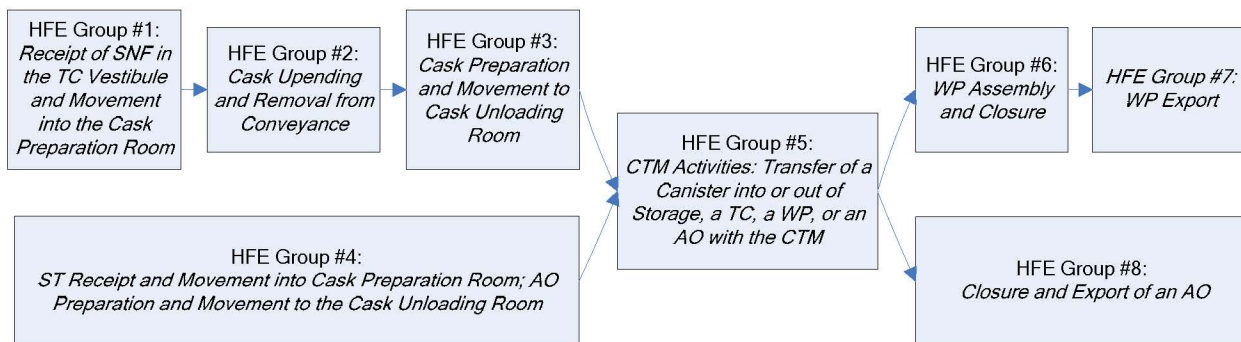 HFE Group #1:
Receipt of SNF in
the TC Vestibule
and Movement
into the Cask
Preparation Room
HFE Group #2:
Cask Upending
and Removal from
Conveyance
HFE Group #3:
Cask Preparation
and Movement to
Cask Unloading
Room
HFE Group #4:
ST Receipt and Movement into Cask Preparation Room; AO
Preparation and Movement to the Cask Unloading Room
HFE Group #5:
CTM Activities: Transfer of a
Canister into or out of
Storage, a TC, a WP, or an
AO with the CTM
HFE Group #6:
WP Assembly
and Closure
HFE Group #7:
WP Export
HFE Group #8:
Closure and Export of an AO